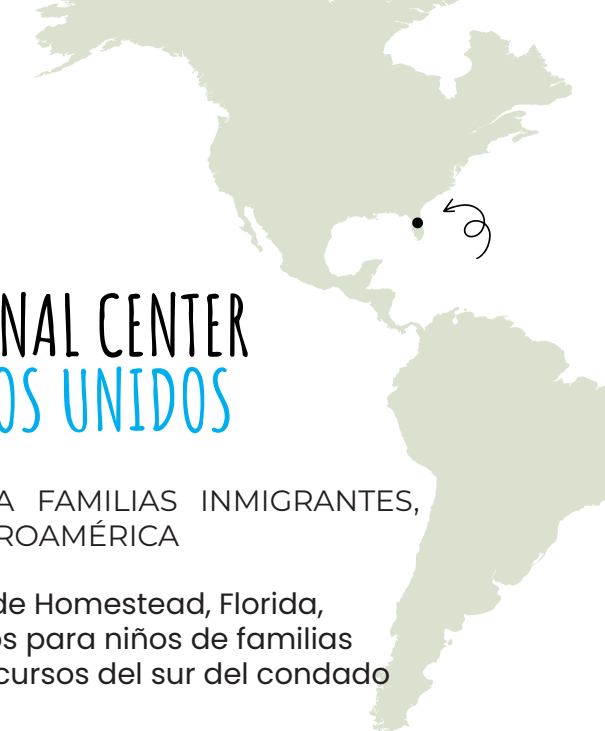 NAL CENTER
OS UNIDOS
A FAMILIAS INMIGRANTES,
ROAMÉRICA
de Homestead, Florida,
os para niños de familias
cursos del sur del condado